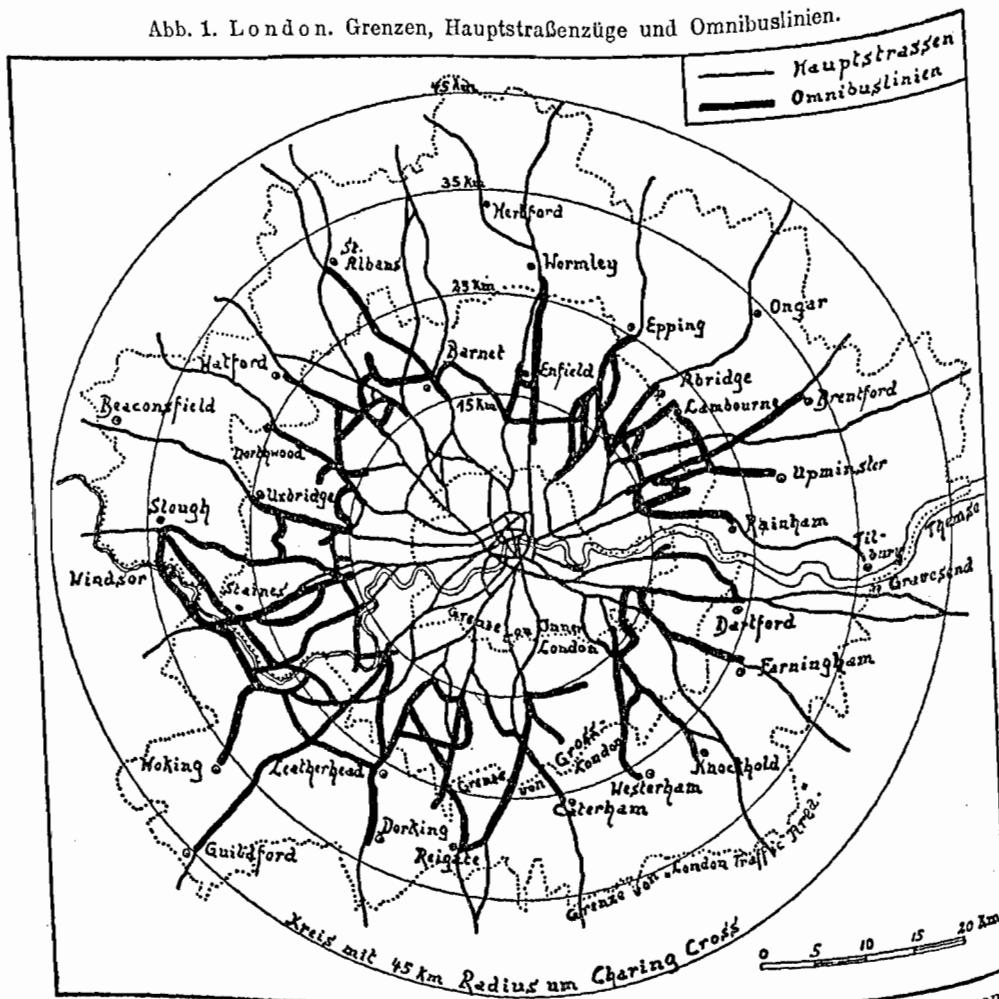 Abb. 1. London. Grenzen, Hauptstraßenzüge und Omnibuslinien.
Hauptstrassen
Omnibuslinien
45 Km
35 Km
Hertford
St.
Albans
Wormley
25 Km
Ongar
Epping
Barnet
Watford
Enfield
Abridge
15 Km
Lambourne
Brentford
Beaconsfield
Northwood
Upminster
Uxbridge
Slough
Rainham
Themse
Til-
bury
Windsor
Gravesend
Staines
Grenze von Inner
London
Dartford
Farningham
Gross-
London
Grenze von
Woking
Leatherhead
Knockhold
Westerham
Caterham
Dorking
Guildford
Reigate
Grenze von „London Traffic Area.“
Kreis mit 45 Km Radius um Charing Cross
0 5 10 15 20 Km